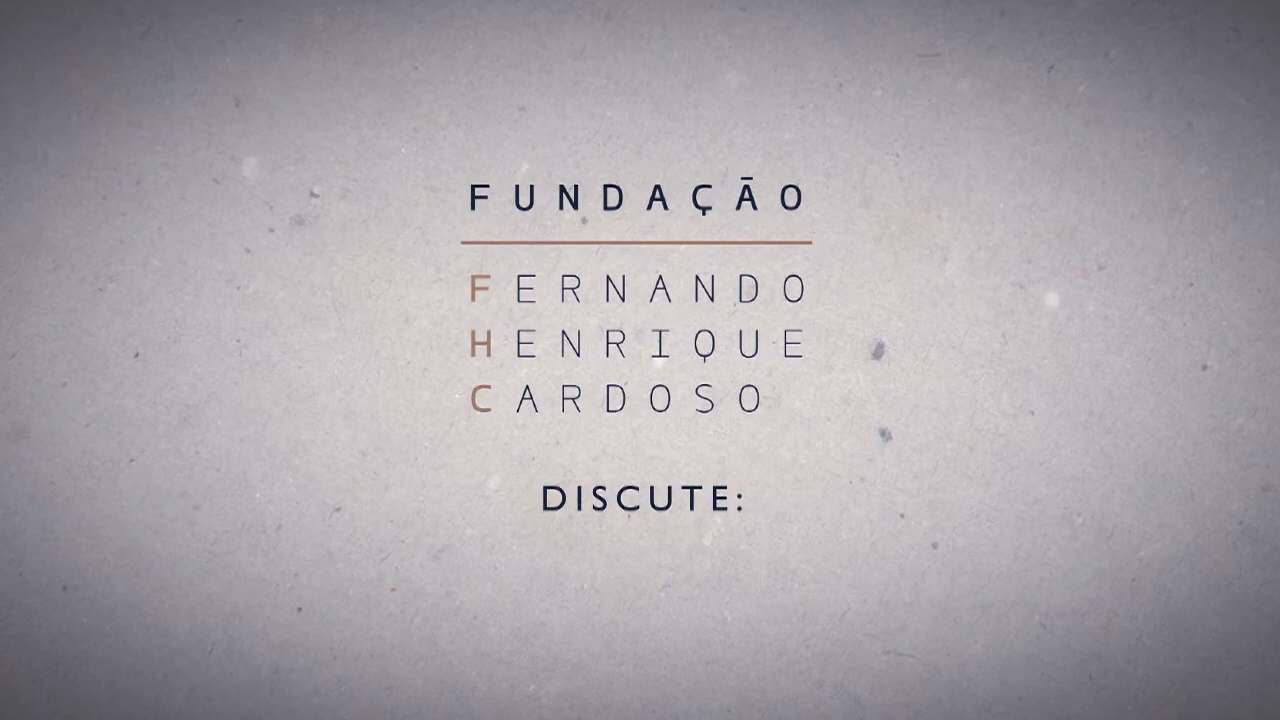 FUNDAÇÃO
FERNANDO
HENRIQUE
CARDOSO
DISCUTE: